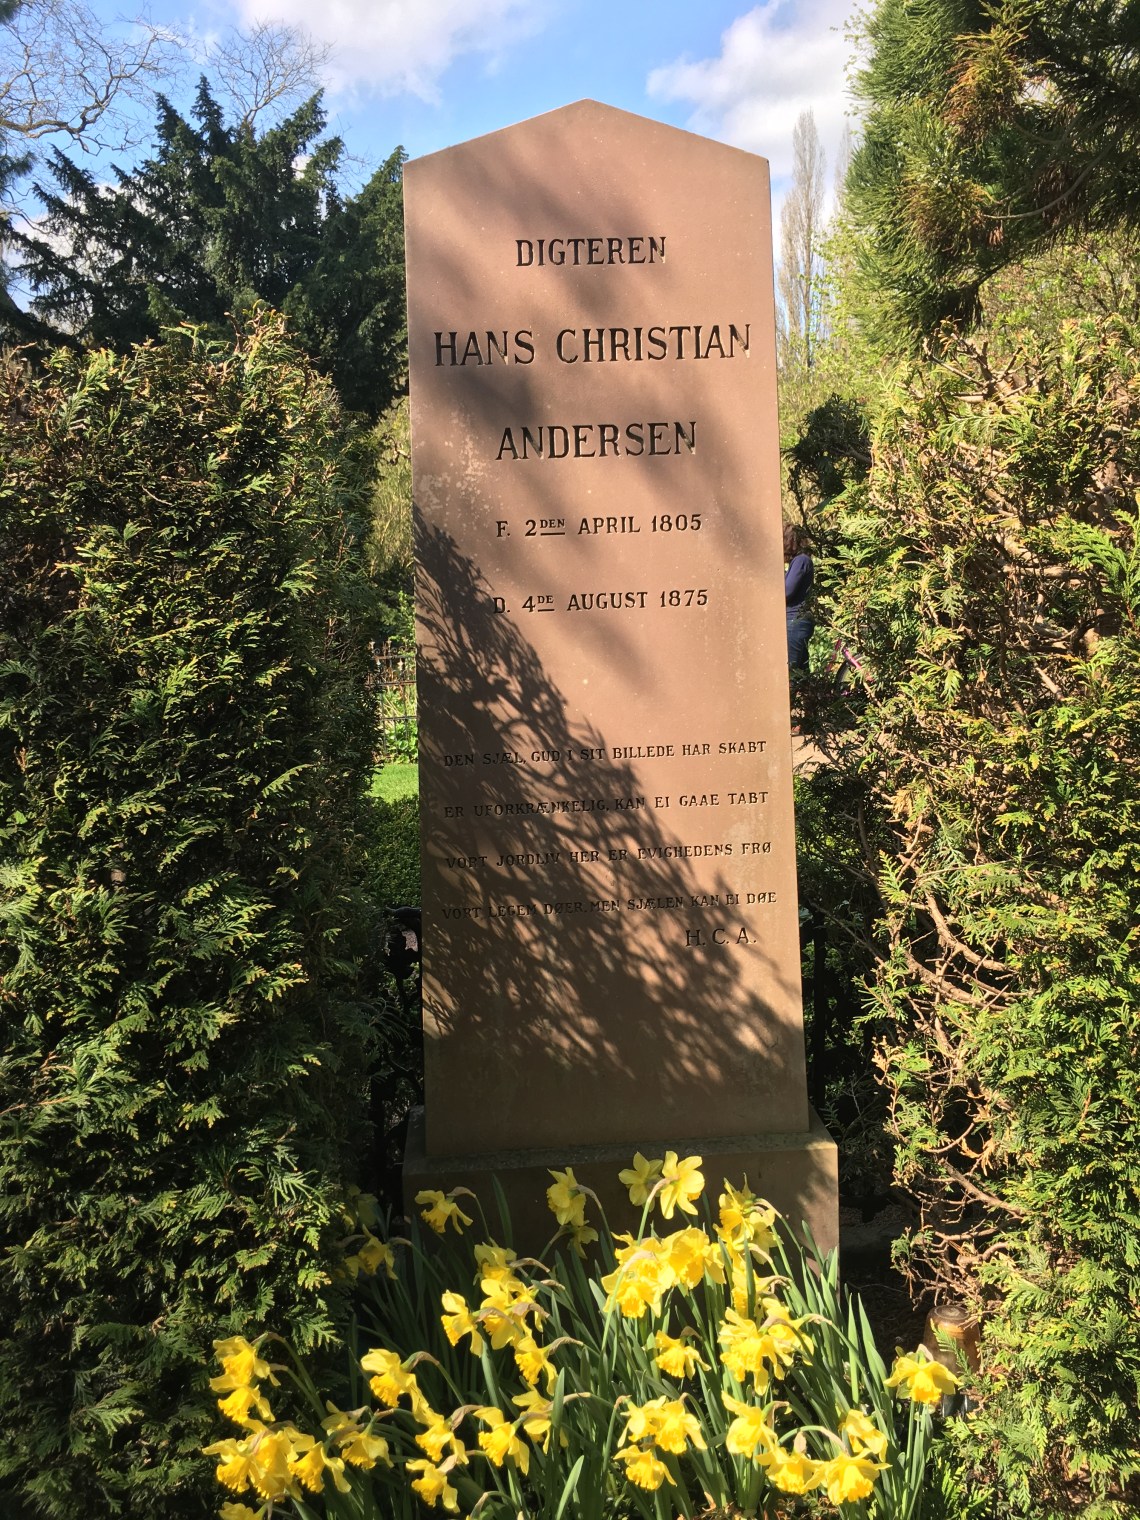 DIGTEREN
HANS CHRISTIAN
ANDERSEN
F. 2DEN APRIL 1805
D. 4DE AUGUST 1875
DEN SJÆL, GUD I SIT BILLEDE HAR SKABT
ER UFORKRÆNKELIG, KAN EI GAAE TABT
VORT JORDLIV HER ER EVIGHEDENS FRØ
VORT LEGEM DØER, MEN SJÆLEN KAN EI DØE
H. C. A.